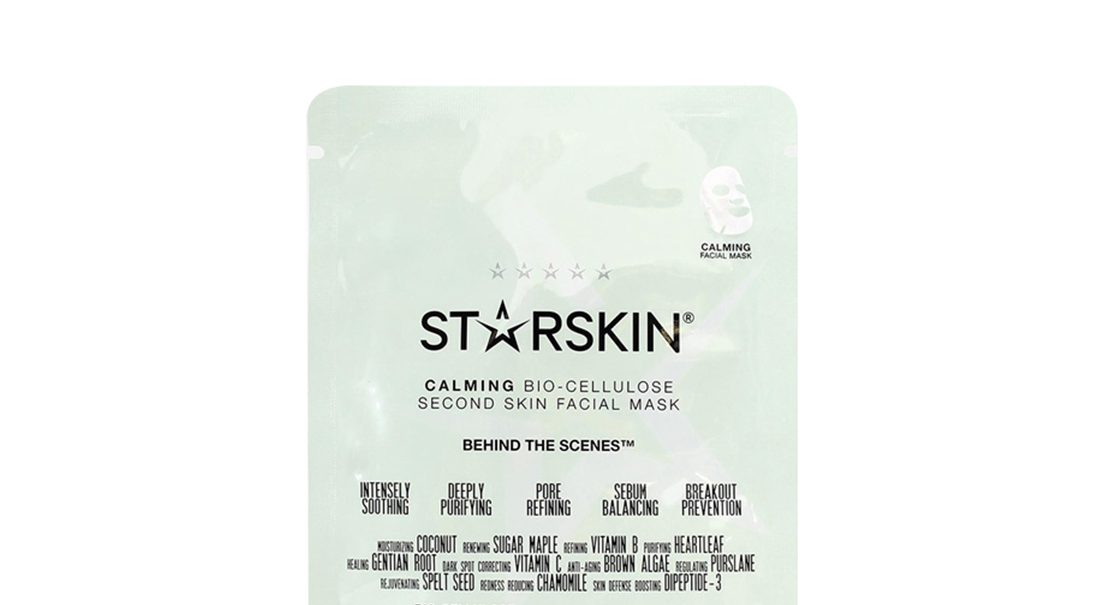 CALMING
FACIAL MASK
ST☆RSKIN®
CALMING BIO-CELLULOSE
SECOND SKIN FACIAL MASK
BEHIND THE SCENES™
INTENSELY SOOTHING
DEEPLY PURIFYING
PORE REFINING
SEBUM BALANCING
BREAKOUT PREVENTION
MOISTURIZING COCONUT RENEWING SUGAR MAPLE REFINING VITAMIN B PURIFYING HEARTLEAF
HEALING GENTIAN ROOT DARK SPOT CORRECTING VITAMIN C ANTI-AGING BROWN ALGAE REGULATING PURSLANE
REJUVENATING SPELT SEED REDNESS REDUCING CHAMOMILE SKIN DEFENSE BOOSTING DIPEPTIDE-3